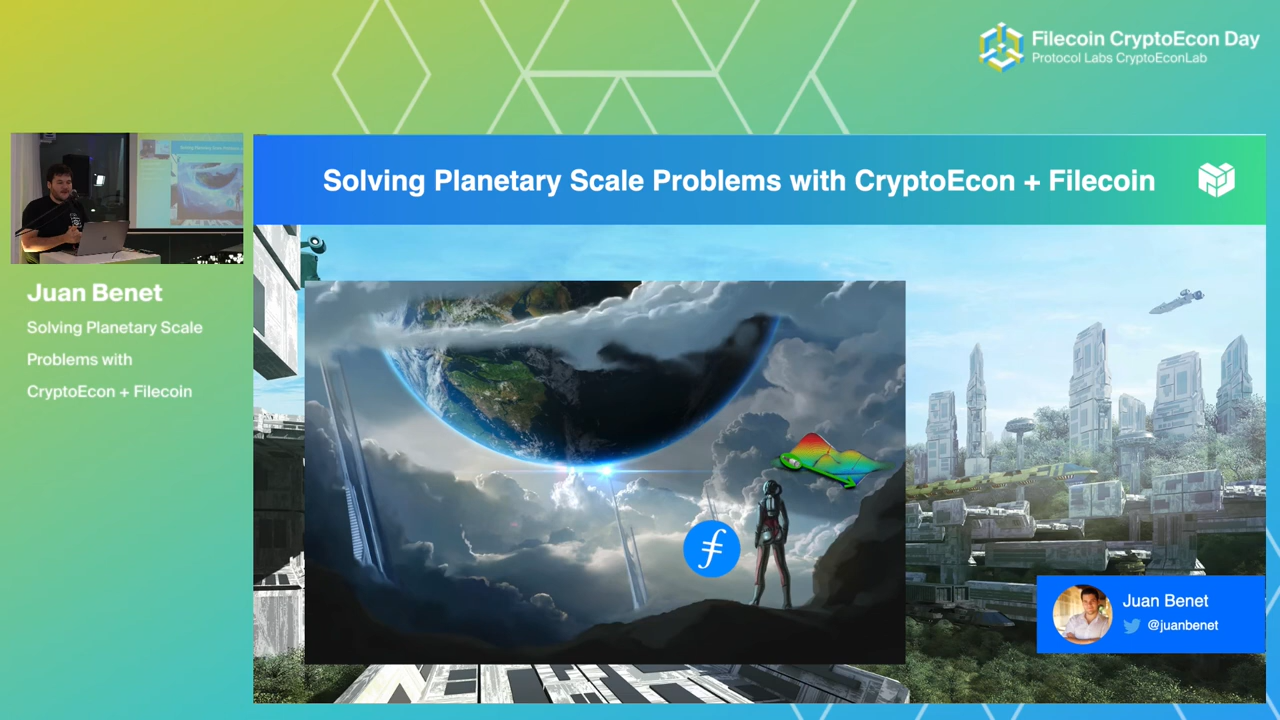 Filecoin CryptoEcon Day
Protocol Labs CryptoEconLab
Solving Planetary Scale Problems with CryptoEcon + Filecoin
Juan Benet
Solving Planetary Scale
Problems with
CryptoEcon + Filecoin
Juan Benet
@juanbenet